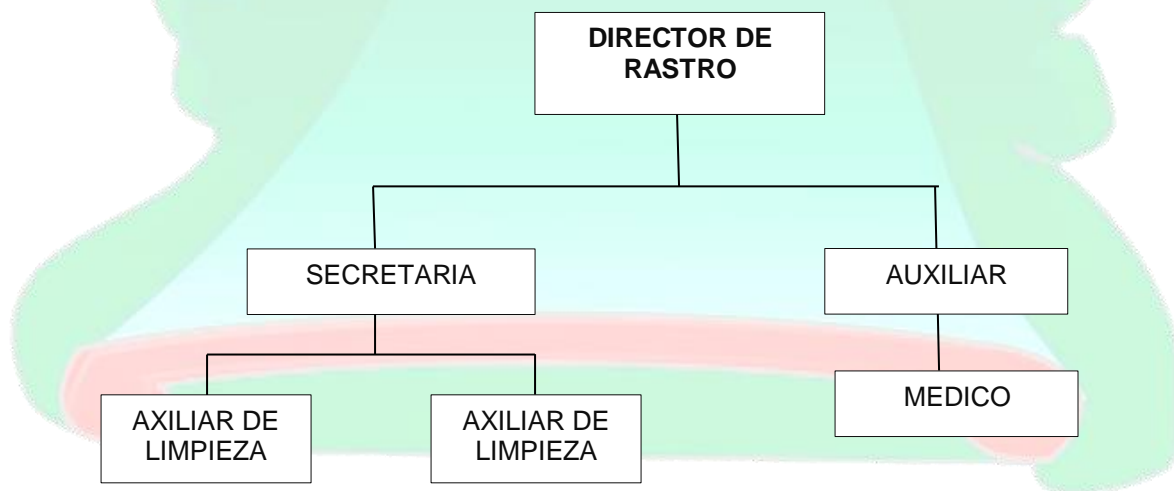 DIRECTOR DE
RASTRO
SECRETARIA
AUXILIAR
AXILIAR DE
LIMPIEZA
AXILIAR DE
LIMPIEZA
MEDICO